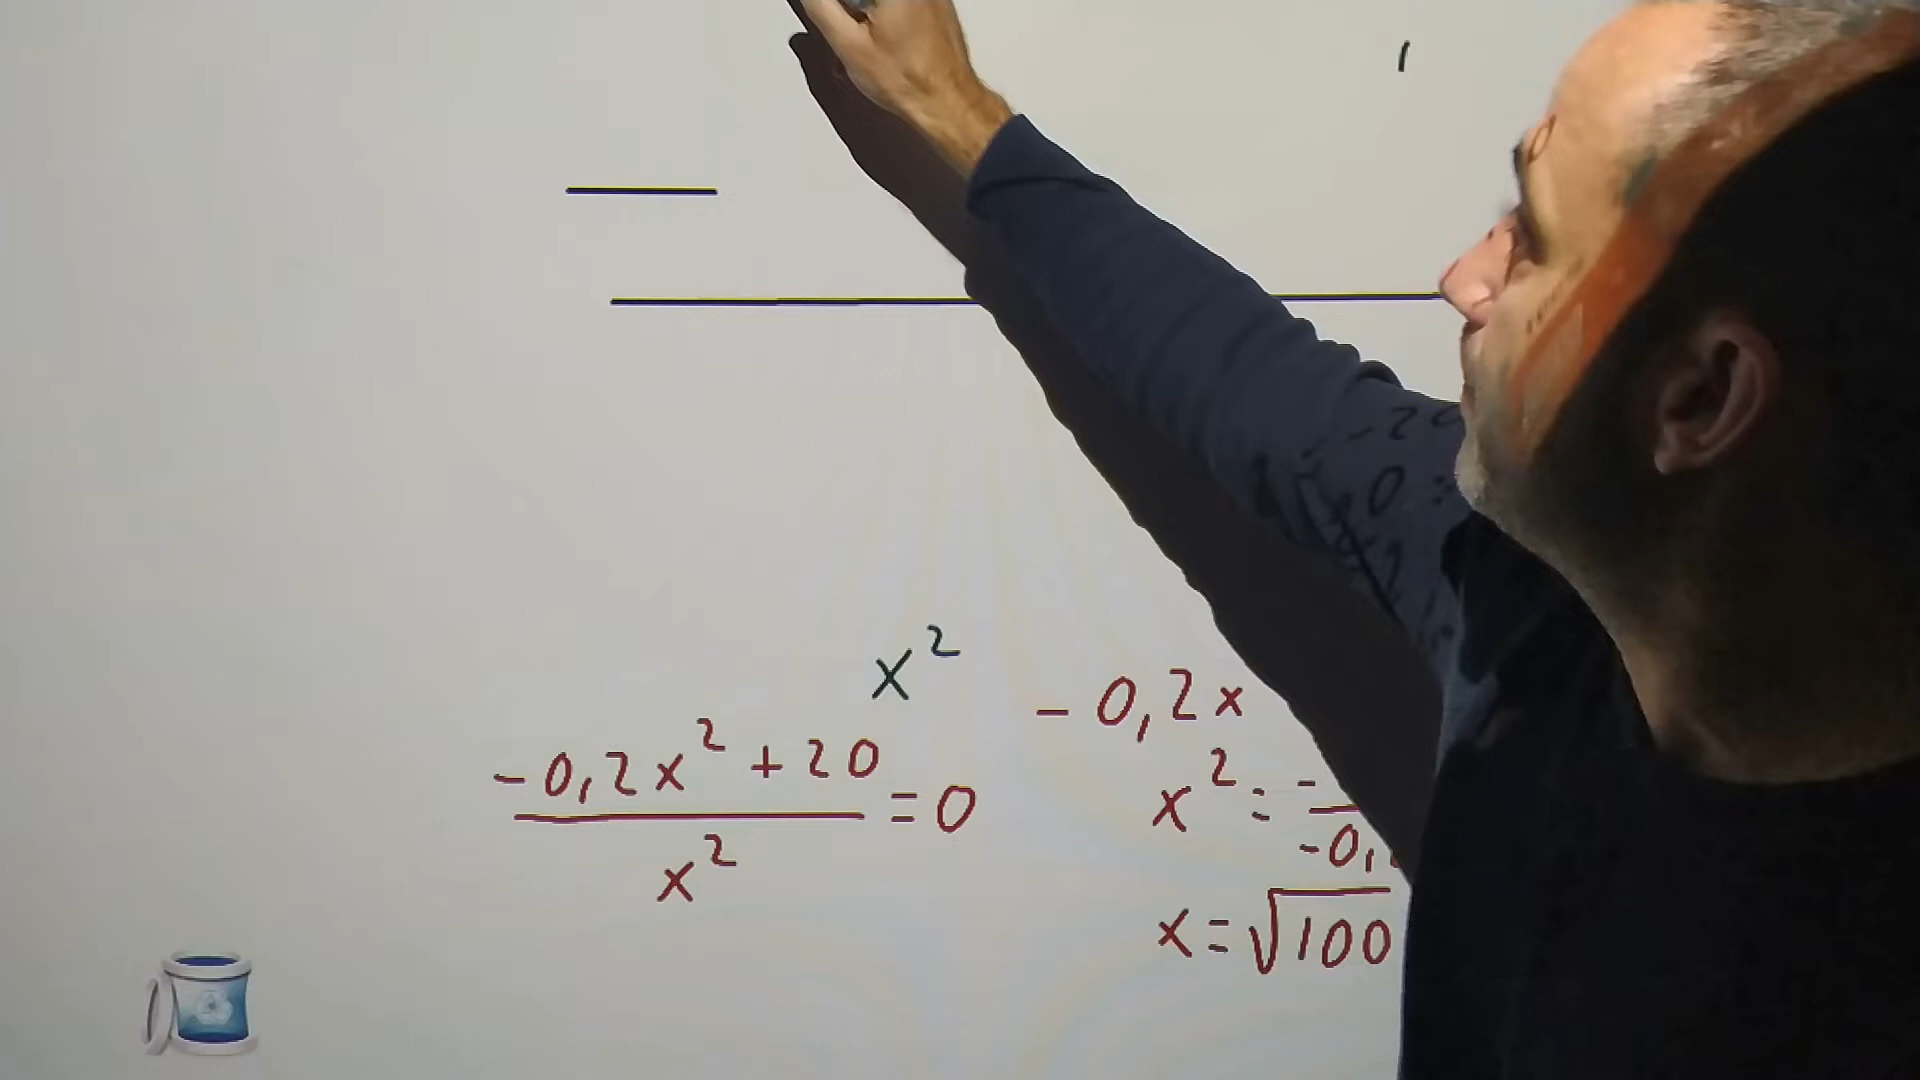 x²
-0,2x² + 20 = 0
x²
-0,2x
x² = -
-0,
x = √100